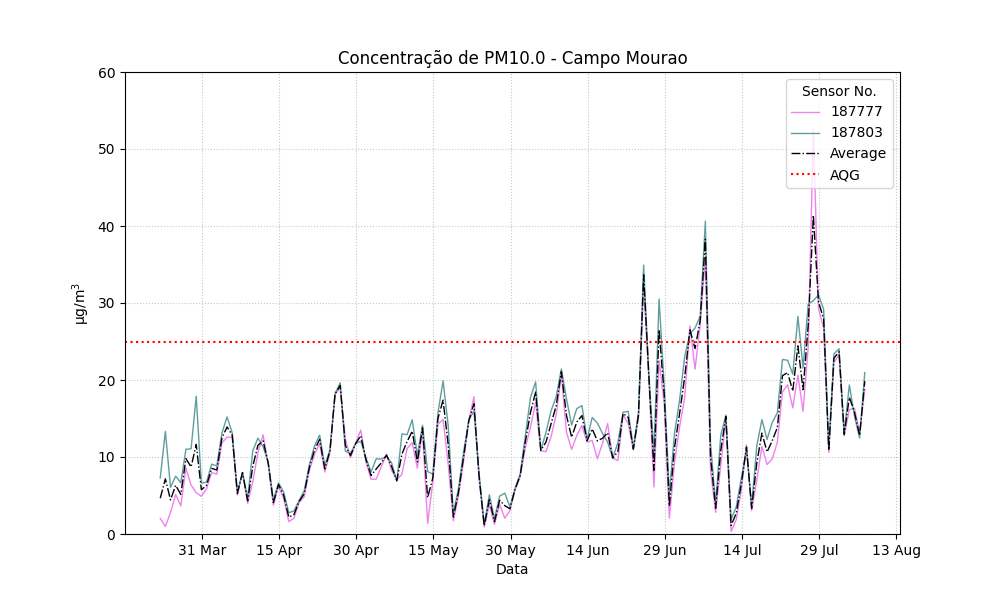 Concentração de PM10.0 - Campo Mourao
60
50
40
30
20
10
0
µg/m³
Sensor No.
187777
187803
Average
AQG
31 Mar 15 Apr 30 Apr 15 May 30 May 14 Jun 29 Jun 14 Jul 29 Jul 13 Aug
Data